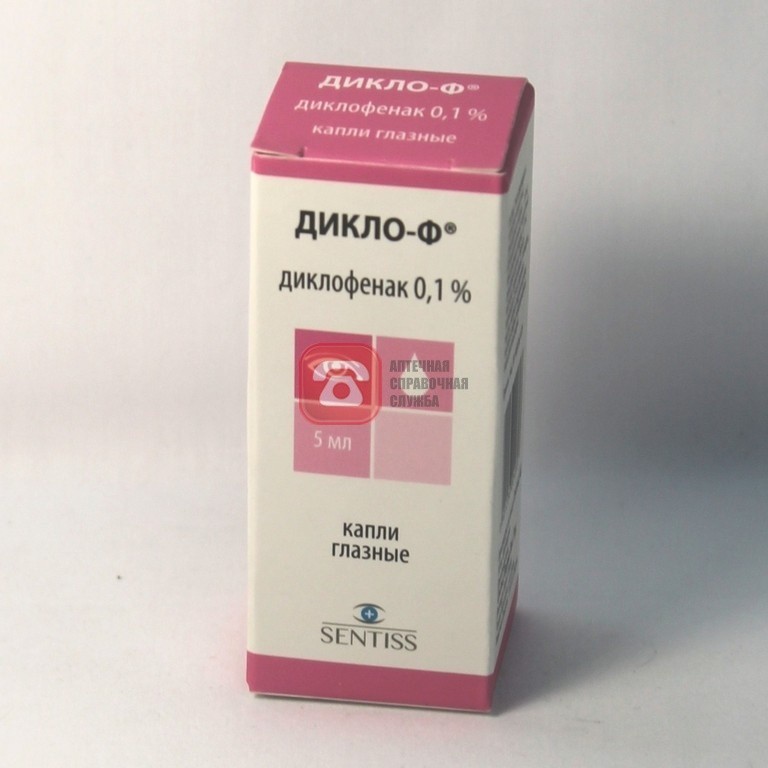 ДИКЛО-Ф®
диклофенак 0,1 %
капли глазные
ДИКЛО-Ф®
диклофенак 0,1 %
АПТЕЧНАЯ
СПРАВОЧНАЯ
СЛУЖБА
5 мл
капли
глазные
SENTISS